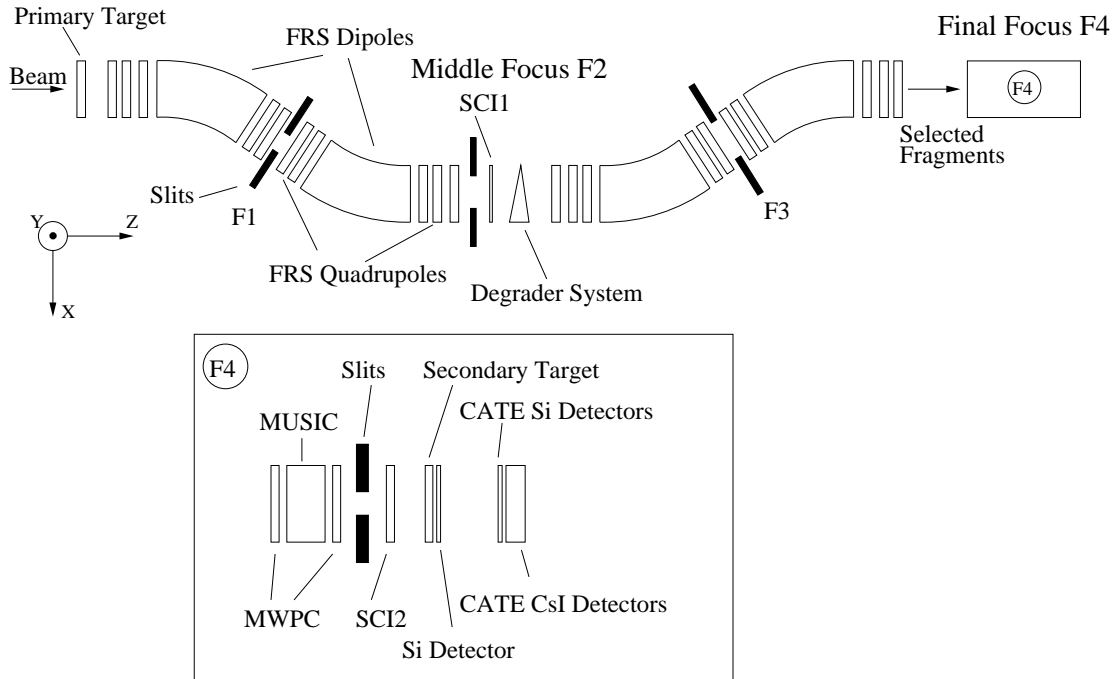 Primary Target
FRS Dipoles
Final Focus F4
Middle Focus F2
Beam
SCI1
F4
Selected
Fragments
Slits
F1
F3
Y
Z
X
FRS Quadrupoles
Degrader System
F4
Slits
Secondary Target
CATE Si Detectors
MUSIC
MWPC
SCI2
CATE CsI Detectors
Si Detector